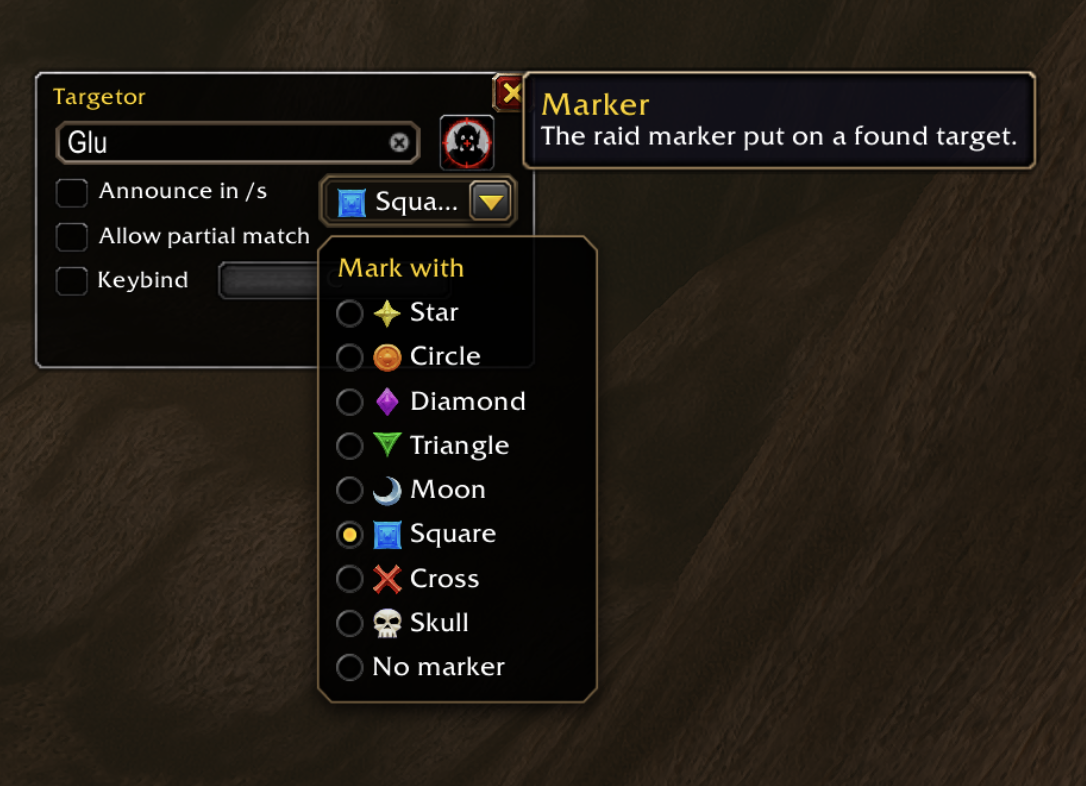 Targetor
Glu
Announce in /s
Allow partial match
Keybind
Squa...
Marker
The raid marker put on a found target.
Mark with
Star
Circle
Diamond
Triangle
Moon
Square
Cross
Skull
No marker